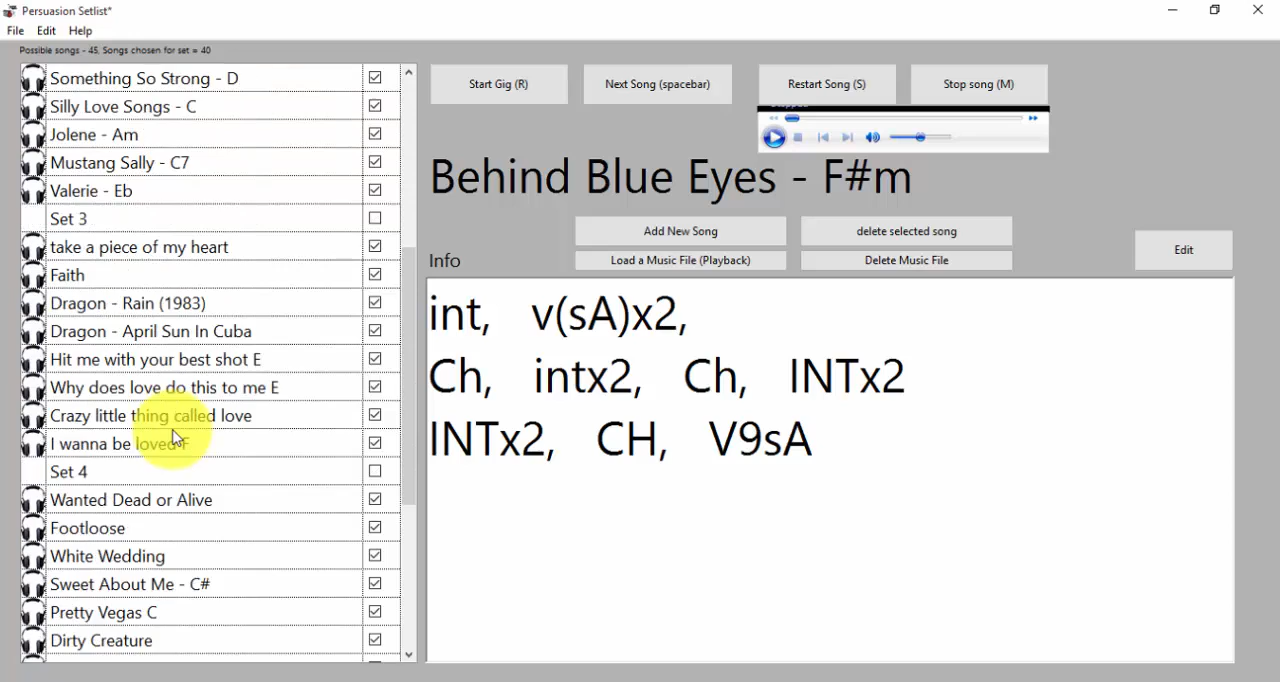 Persuasion Setlist*
File Edit Help
Possible songs - 45, Songs chosen for set = 40
Something So Strong - D
Silly Love Songs - C
Jolene - Am
Mustang Sally - C7
Valerie - Eb
Set 3
take a piece of my heart
Faith
Dragon - Rain (1983)
Dragon - April Sun In Cuba
Hit me with your best shot E
Why does love do this to me E
Crazy little thing called love
I wanna be loved F
Set 4
Wanted Dead or Alive
Footloose
White Wedding
Sweet About Me - C#
Pretty Vegas C
Dirty Creature
Start Gig (R)
Next Song (spacebar)
Restart Song (S)
Stop song (M)
Stopped
Behind Blue Eyes - F#m
Add New Song
delete selected song
Info
Load a Music File (Playback)
Delete Music File
Edit
int, v(sA)x2,
Ch, intx2, Ch, INTx2
INTx2, CH, V9sA